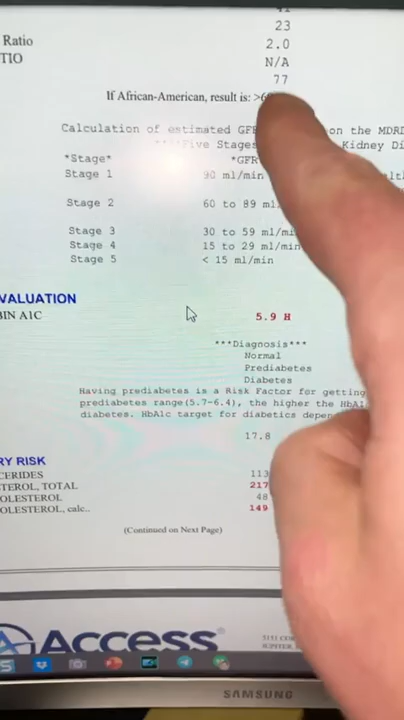 41
Ratio
23
TIO
2.0
N/A
77
If African-American, result is: >6
Calculation of estimated GFR on the MDRD
Five Stages Kidney Di
*Stage* *GF
Stage 1 90 ml/min
Stage 2 60 to 89 ml
Stage 3 30 to 59 ml/mi
Stage 4 15 to 29 ml/min
Stage 5 < 15 ml/min
VALUATION
BIN A1C 5.9 H
***Diagnosis***
Normal
Prediabetes
Diabetes
Having prediabetes is a Risk Factor for getting
prediabetes range(5.7-6.4), the higher the HbA1
diabetes. HbA1c target for diabetics depe
17.8
RY RISK
CERIDES 113
STEROL, TOTAL 217
OLESTEROL 48
OLESTEROL, calc.. 149
(Continued on Next Page)
Access
SAMSUNG